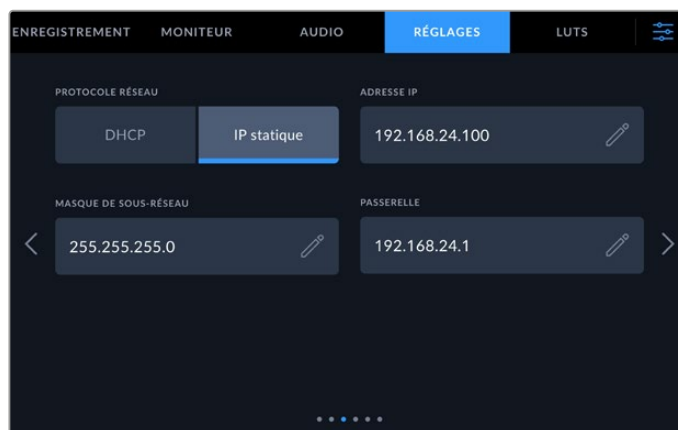 ENREGISTREMENT MONITEUR AUDIO RÉGLAGES LUTS
PROTOCOLE RÉSEAU ADRESSE IP
DHCP IP statique 192.168.24.100
MASQUE DE SOUS-RÉSEAU PASSERELLE
255.255.255.0 192.168.24.1